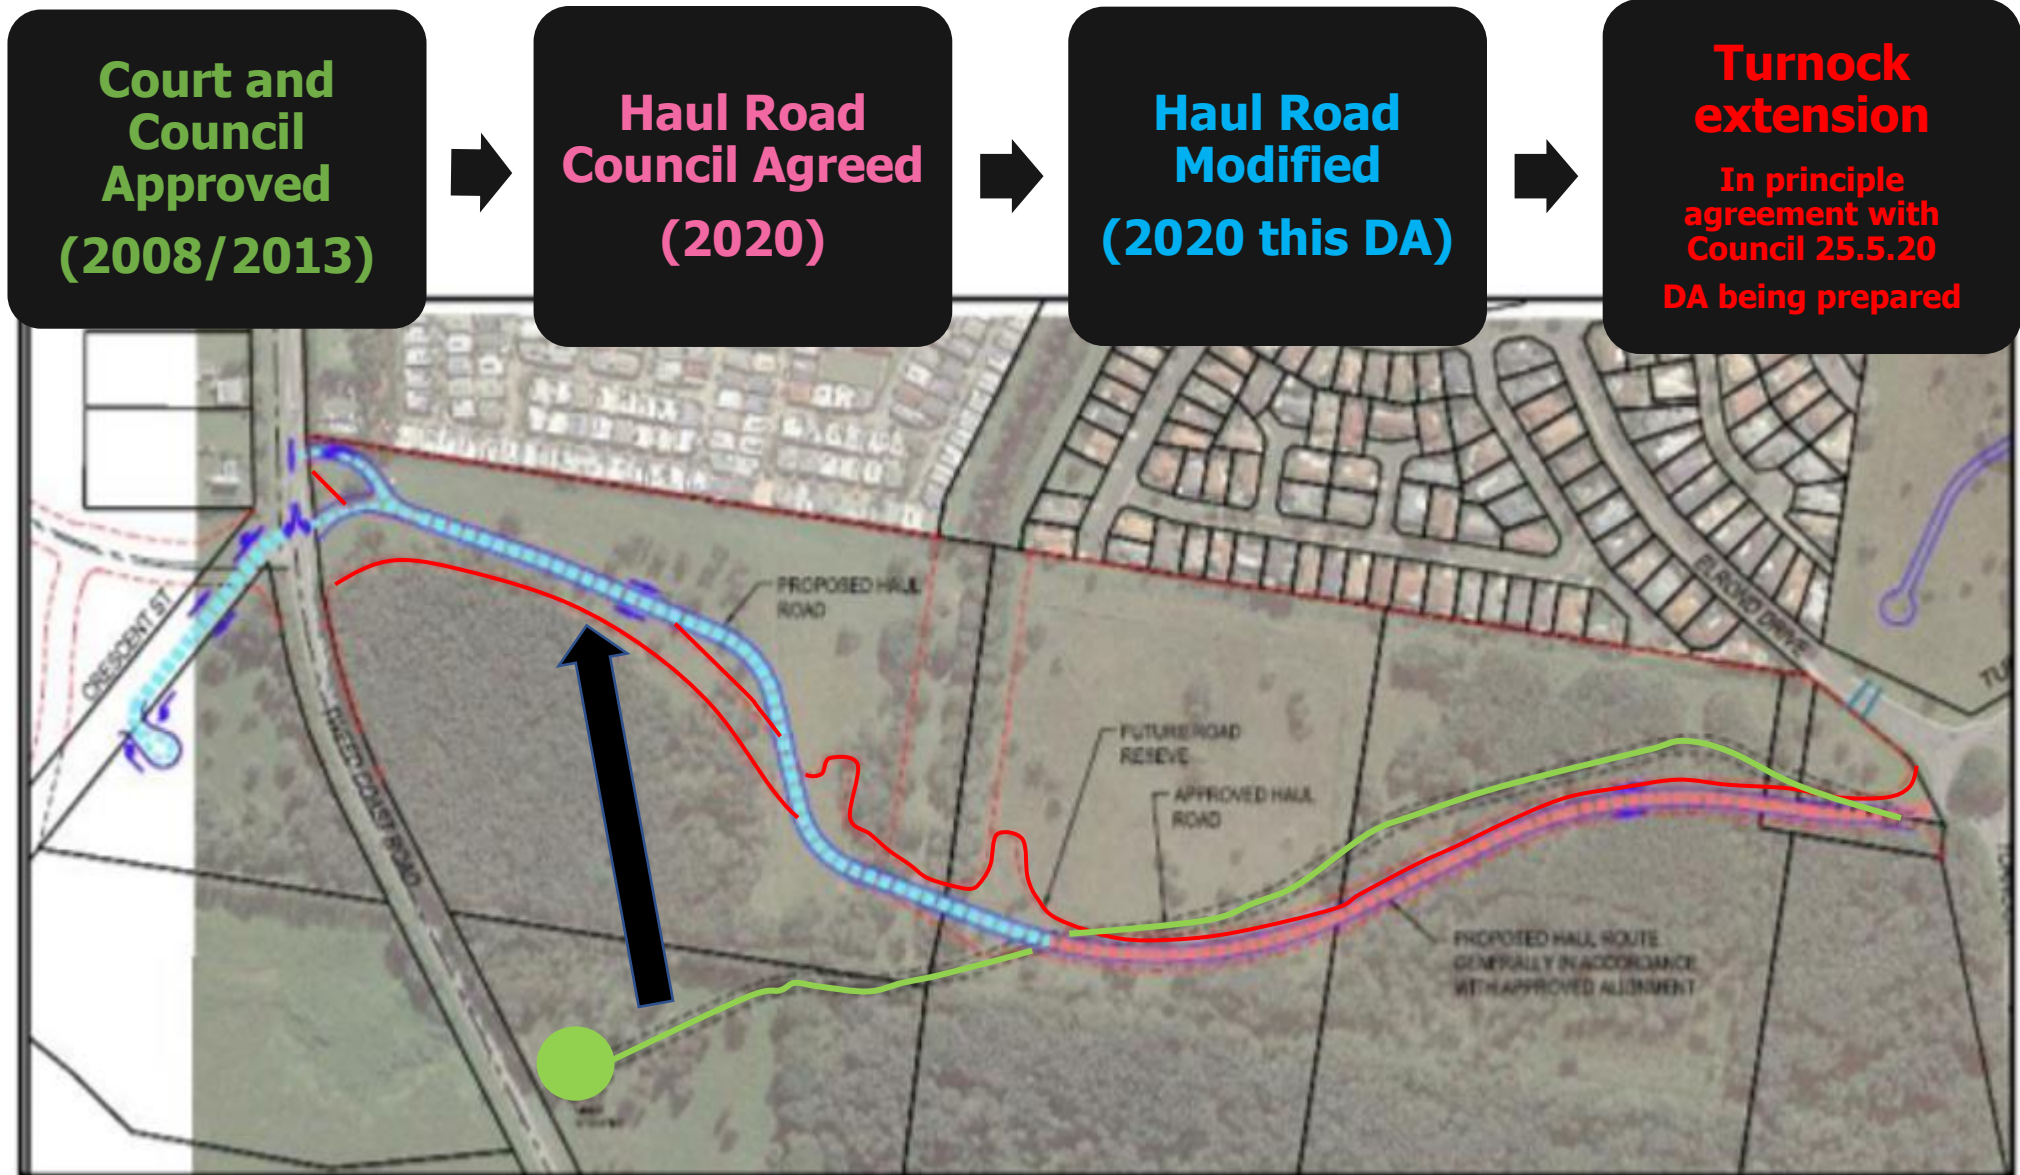 Court and
Council
Approved
(2008/2013)
Haul Road
Council Agreed
(2020)
Haul Road
Modified
(2020 this DA)
Turnock
extension
In principle
agreement with
Council 25.5.20
DA being prepared
PROPOSED HAUL
ROAD
CRESCENT ST
TWEED COAST ROAD
ELROND DRIVE
FUTURE ROAD
RESEVE
APPROVED HAUL
ROAD
PROPOSED HAUL ROUTE
GENERALLY IN ACCORDANCE
WITH APPROVED ALIGNMENT